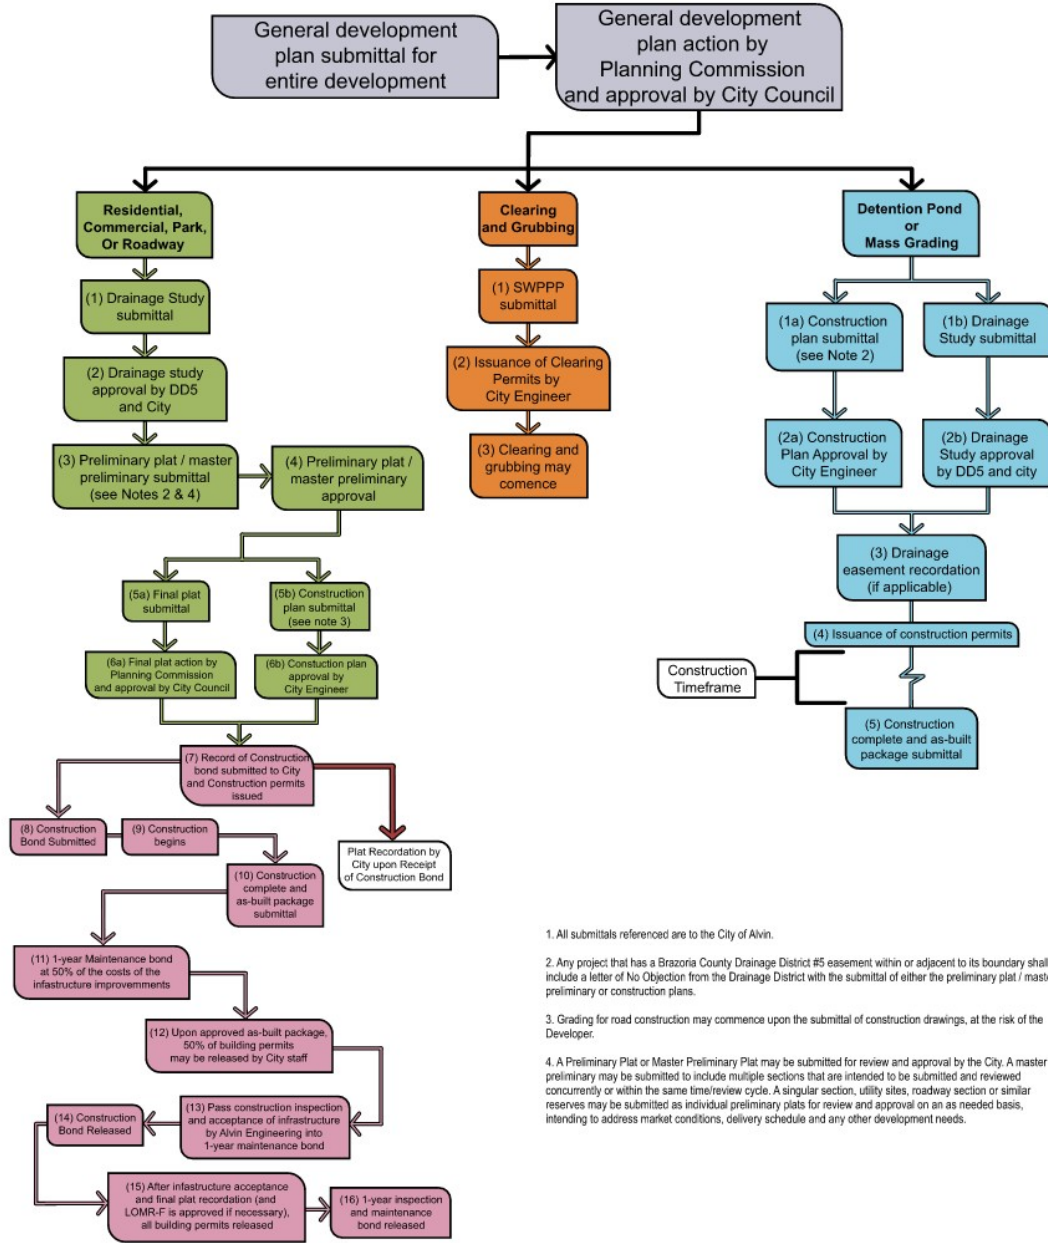 General development
plan submittal for
entire development
General development
plan action by
Planning Commission
and approval by City Council
Residential,
Commercial, Park,
Or Roadway
(1) Drainage Study
submittal
(2) Drainage study
approval by DD5
and City
(3) Preliminary plat / master
preliminary submittal
(see Notes 2 & 4)
(4) Preliminary plat /
master preliminary
approval
(5a) Final plat
submittal
(5b) Construction
plan submittal
(see note 3)
(6a) Final plat action by
Planning Commission
and approval by City Council
(6b) Constuction plan
approval by
City Engineer
(7) Record of Construction
bond submitted to City
and Construction permits
issued
Plat Recordation by
City upon Receipt
of Construction Bond
(8) Construction
Bond Submitted
(9) Construction
begins
(10) Construction
complete and
as-built package
submittal
(11) 1-year Maintenance bond
at 50% of the costs of the
infastructure improvemments
(12) Upon approved as-built package,
50% of building permits
may be released by City staff
(13) Pass construction inspection
and acceptance of infrastructure
by Alvin Engineering into
1-year maintenance bond
(14) Construction
Bond Released
(15) After infastructure acceptance
and final plat recordation (and
LOMR-F is approved if necessary),
all building permits released
(16) 1-year inspection
and maintenance
bond released
Clearing
and Grubbing
(1) SWPPP
submittal
(2) Issuance of Clearing
Permits by
City Engineer
(3) Clearing and
grubbing may
comence
Detention Pond
or
Mass Grading
(1a) Construction
plan submittal
(see Note 2)
(1b) Drainage
Study submittal
(2a) Construction
Plan Approval by
City Engineer
(2b) Drainage
Study approval
by DD5 and city
(3) Drainage
easement recordation
(if applicable)
(4) Issuance of construction permits
Construction
Timeframe
(5) Construction
complete and as-built
package submittal
1. All submittals referenced are to the City of Alvin.
2. Any project that has a Brazoria County Drainage District #5 easement within or adjacent to its boundary shall
include a letter of No Objection from the Drainage District with the submittal of either the preliminary plat / maste
preliminary or construction plans.
3. Grading for road construction may commence upon the submittal of construction drawings, at the risk of the
Developer.
4. A Preliminary Plat or Master Preliminary Plat may be submitted for review and approval by the City. A master
preliminary may be submitted to include multiple sections that are intended to be submitted and reviewed
concurrently or within the same time/review cycle. A singular section, utility sites, roadway section or similar
reserves may be submitted as individual preliminary plats for review and approval on an as needed basis,
intending to address market conditions, delivery schedule and any other development needs.